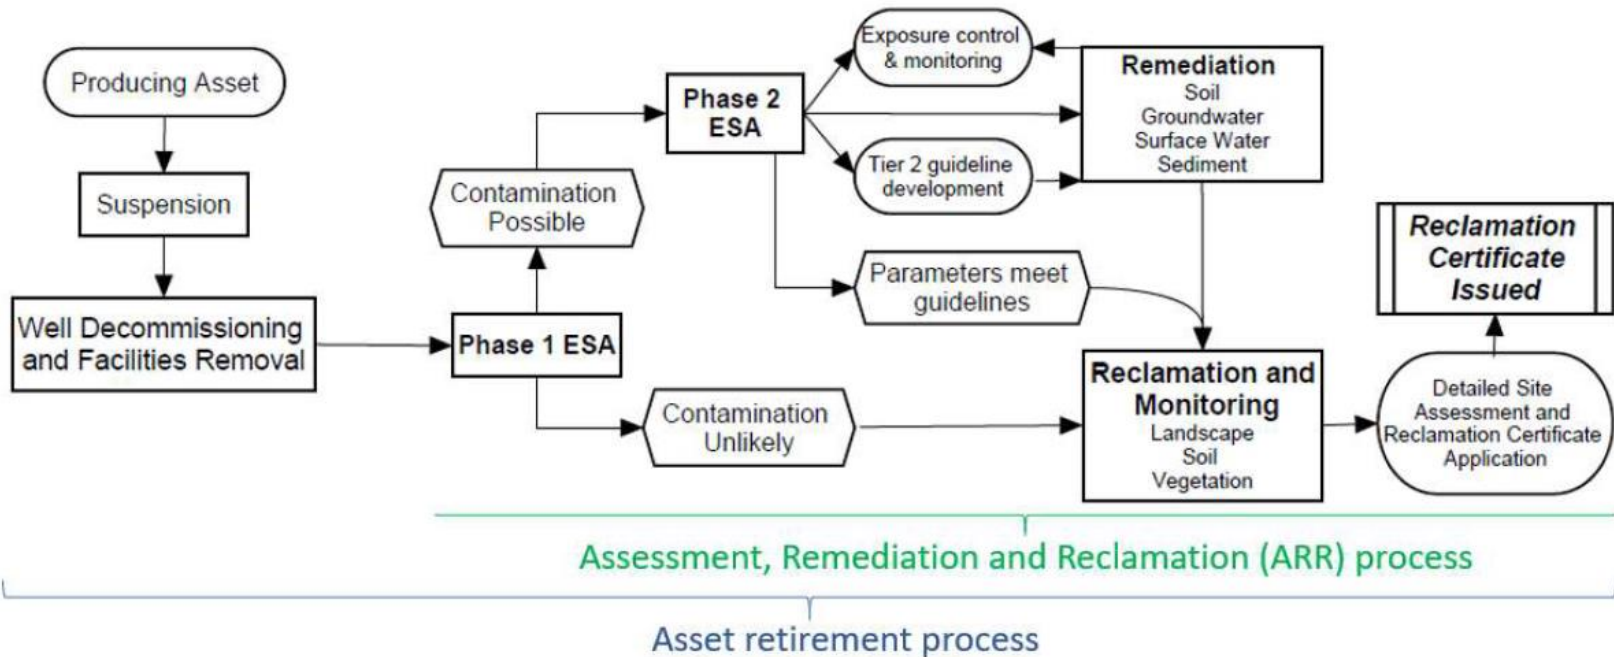 Producing Asset
Suspension
Well Decommissioning
and Facilities Removal
Phase 1 ESA
Contamination
Possible
Contamination
Unlikely
Phase 2
ESA
Exposure control
& monitoring
Tier 2 guideline
development
Parameters meet
guidelines
Remediation
Soil
Groundwater
Surface Water
Sediment
Reclamation and
Monitoring
Landscape
Soil
Vegetation
Detailed Site
Assessment and
Reclamation Certificate
Application
Reclamation
Certificate
Issued
Assessment, Remediation and Reclamation (ARR) process
Asset retirement process